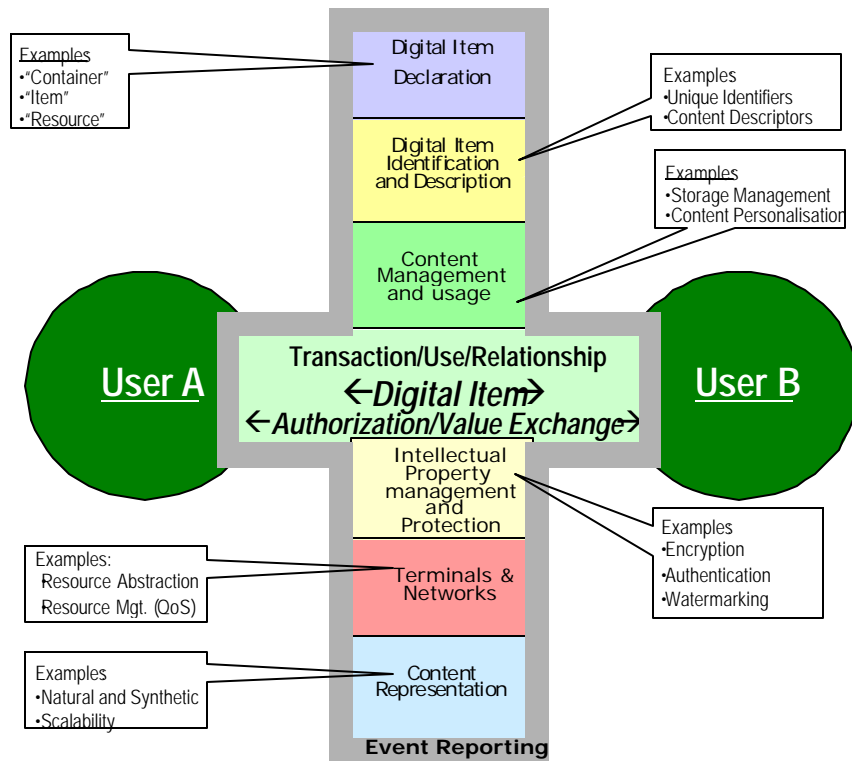 Examples
•"Container"
•"Item"
•"Resource"
Digital Item
Declaration
Examples
•Unique Identifiers
•Content Descriptors
Digital Item
Identification
and Description
Examples
•Storage Management
•Content Personalisation
Content
Management
and usage
User A
Transaction/Use/Relationship
←Digital Item→
←Authorization/Value Exchange→
User B
Intellectual
Property
management
and
Protection
Examples
•Encryption
•Authentication
•Watermarking
Examples:
•Resource Abstraction
•Resource Mgt. (QoS)
Terminals &
Networks
Examples
•Natural and Synthetic
•Scalability
Content
Representation
Event Reporting